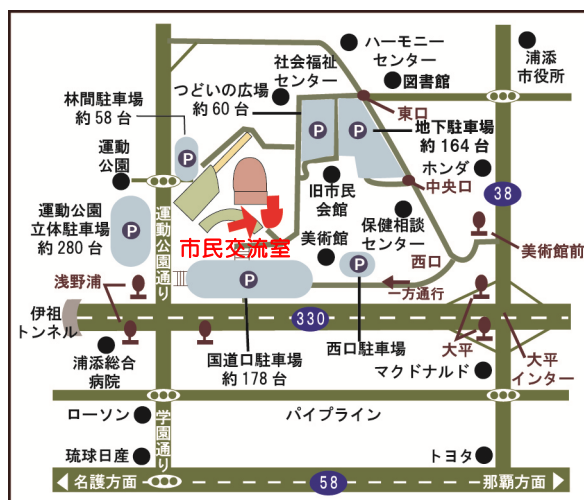 ハーモニー
センター
浦添
市役所
社会福祉
センター
図書館
つどいの広場
約60台
林間駐車場
約58台
P
P
P
東口
地下駐車場
約164台
運動
公園
旧市民
会館
ホンダ
中央口
38
運動公園
立体駐車場
約280台
P
運動公園通り
市民交流室
美術館
保健相談
センター
美術館前
西口
P
P
一方通行
浅野浦
伊祖
トンネル
330
大平
大平
インター
浦添総合
病院
国道口駐車場
約178台
西口駐車場
マクドナルド
ローソン
学園通り
パイプライン
琉球日産
トヨタ
名護方面
58
那覇方面